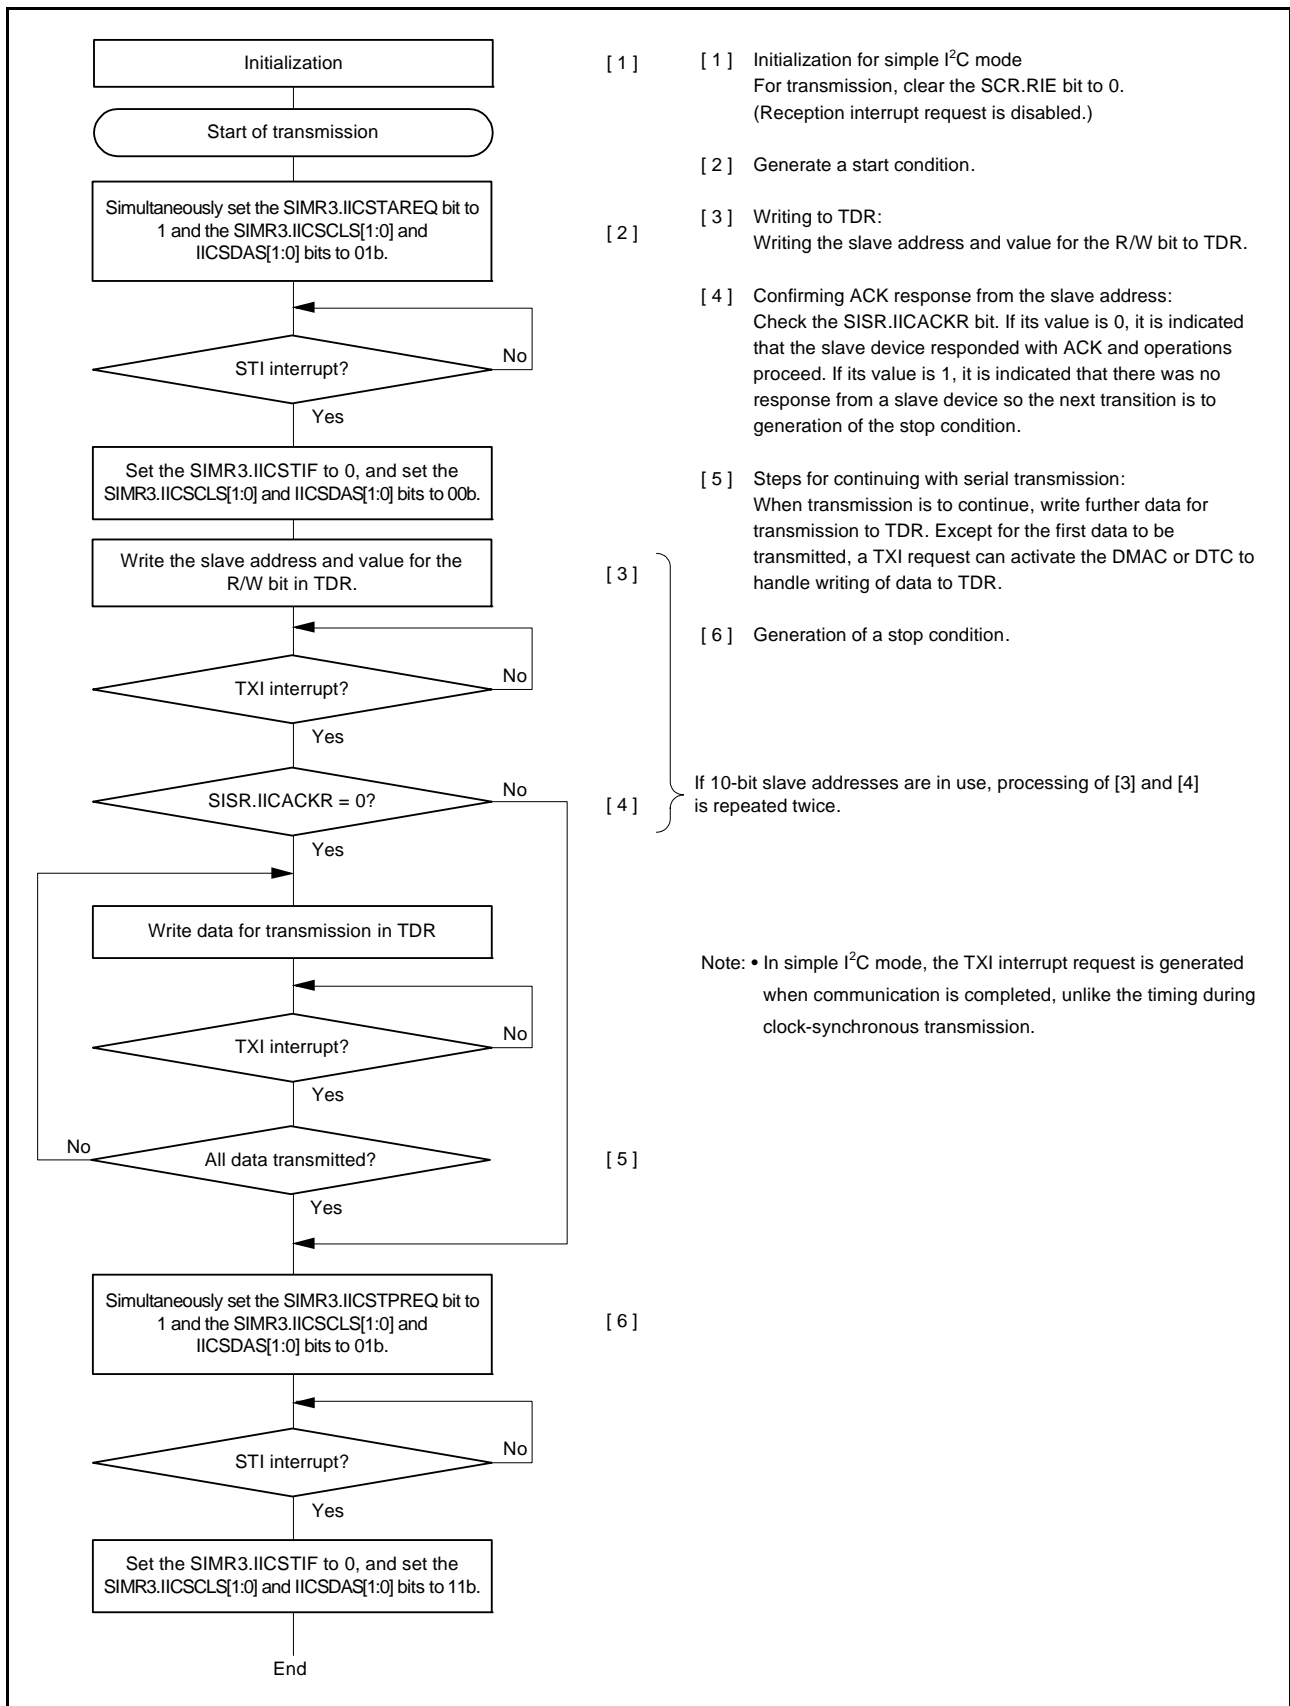 Initialization
[ 1 ]
Start of transmission
Simultaneously set the SIMR3.IICSTAREQ bit to
1 and the SIMR3.IICSCLS[1:0] and
IICSDAS[1:0] bits to 01b.
[ 2 ]
STI interrupt?
No
Yes
Set the SIMR3.IICSTIF to 0, and set the
SIMR3.IICSCLS[1:0] and IICSDAS[1:0] bits to 00b.
Write the slave address and value for the
R/W bit in TDR.
[ 3 ]
TXI interrupt?
No
Yes
SISR.IICACKR = 0?
No
[ 4 ]
Yes
Write data for transmission in TDR
TXI interrupt?
No
Yes
No
All data transmitted?
[ 5 ]
Yes
Simultaneously set the SIMR3.IICSTPREQ bit to
1 and the SIMR3.IICSCLS[1:0] and
IICSDAS[1:0] bits to 01b.
[ 6 ]
STI interrupt?
No
Yes
Set the SIMR3.IICSTIF to 0, and set the
SIMR3.IICSCLS[1:0] and IICSDAS[1:0] bits to 11b.
End
[ 1 ] Initialization for simple I²C mode
For transmission, clear the SCR.RIE bit to 0.
(Reception interrupt request is disabled.)
[ 2 ] Generate a start condition.
[ 3 ] Writing to TDR:
Writing the slave address and value for the R/W bit to TDR.
[ 4 ] Confirming ACK response from the slave address:
Check the SISR.IICACKR bit. If its value is 0, it is indicated
that the slave device responded with ACK and operations
proceed. If its value is 1, it is indicated that there was no
response from a slave device so the next transition is to
generation of the stop condition.
[ 5 ] Steps for continuing with serial transmission:
When transmission is to continue, write further data for
transmission to TDR. Except for the first data to be
transmitted, a TXI request can activate the DMAC or DTC to
handle writing of data to TDR.
[ 6 ] Generation of a stop condition.
If 10-bit slave addresses are in use, processing of [3] and [4]
is repeated twice.
Note: • In simple I²C mode, the TXI interrupt request is generated
when communication is completed, unlike the timing during
clock-synchronous transmission.